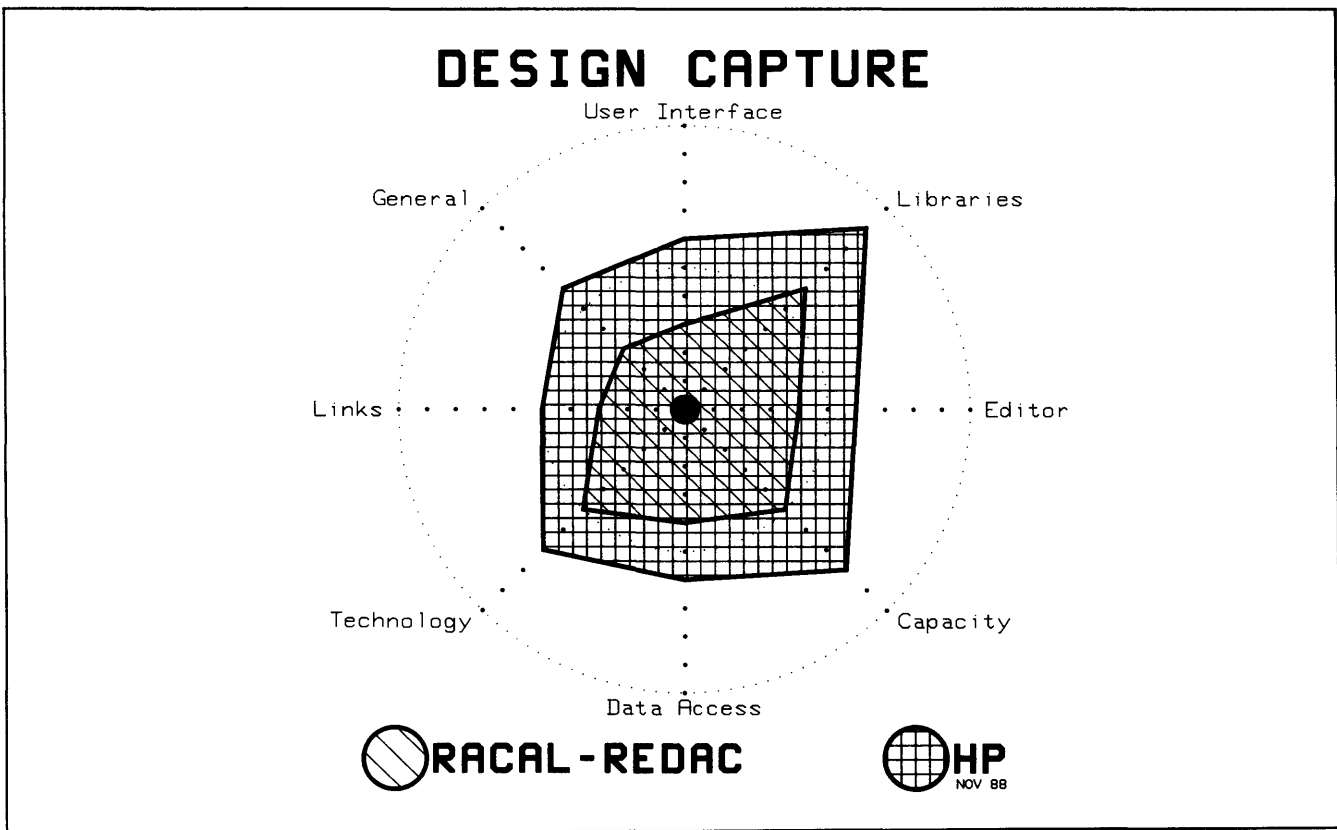 DESIGN CAPTURE
User Interface
General
Libraries
Links
Editor
Technology
Capacity
Data Access
RACAL-REDAC
HP
NOV 88